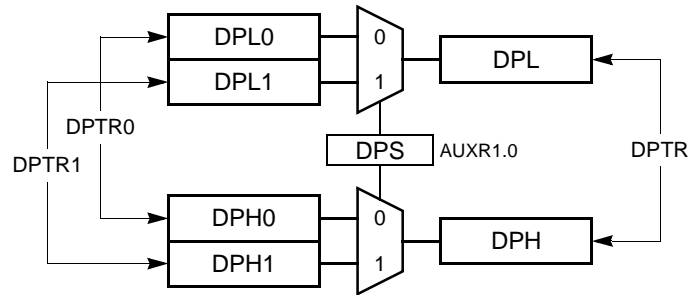 DPL0
0
DPL
DPL1
1
DPTR0
DPS
AUXR1.0
DPTR
DPTR1
DPH0
0
DPH
DPH1
1